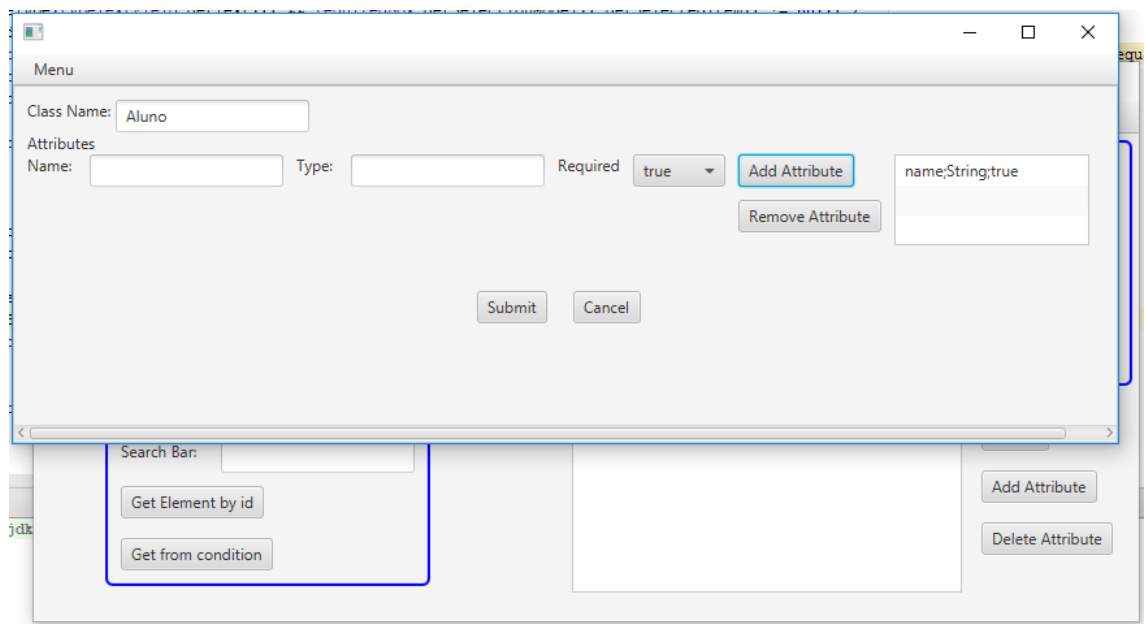 Menu
Class Name: Aluno
Attributes
Name: Type: Required true Add Attribute name;String;true
Remove Attribute
Submit Cancel
Search Bar:
Get Element by id Add Attribute
jdk
Get from condition Delete Attribute